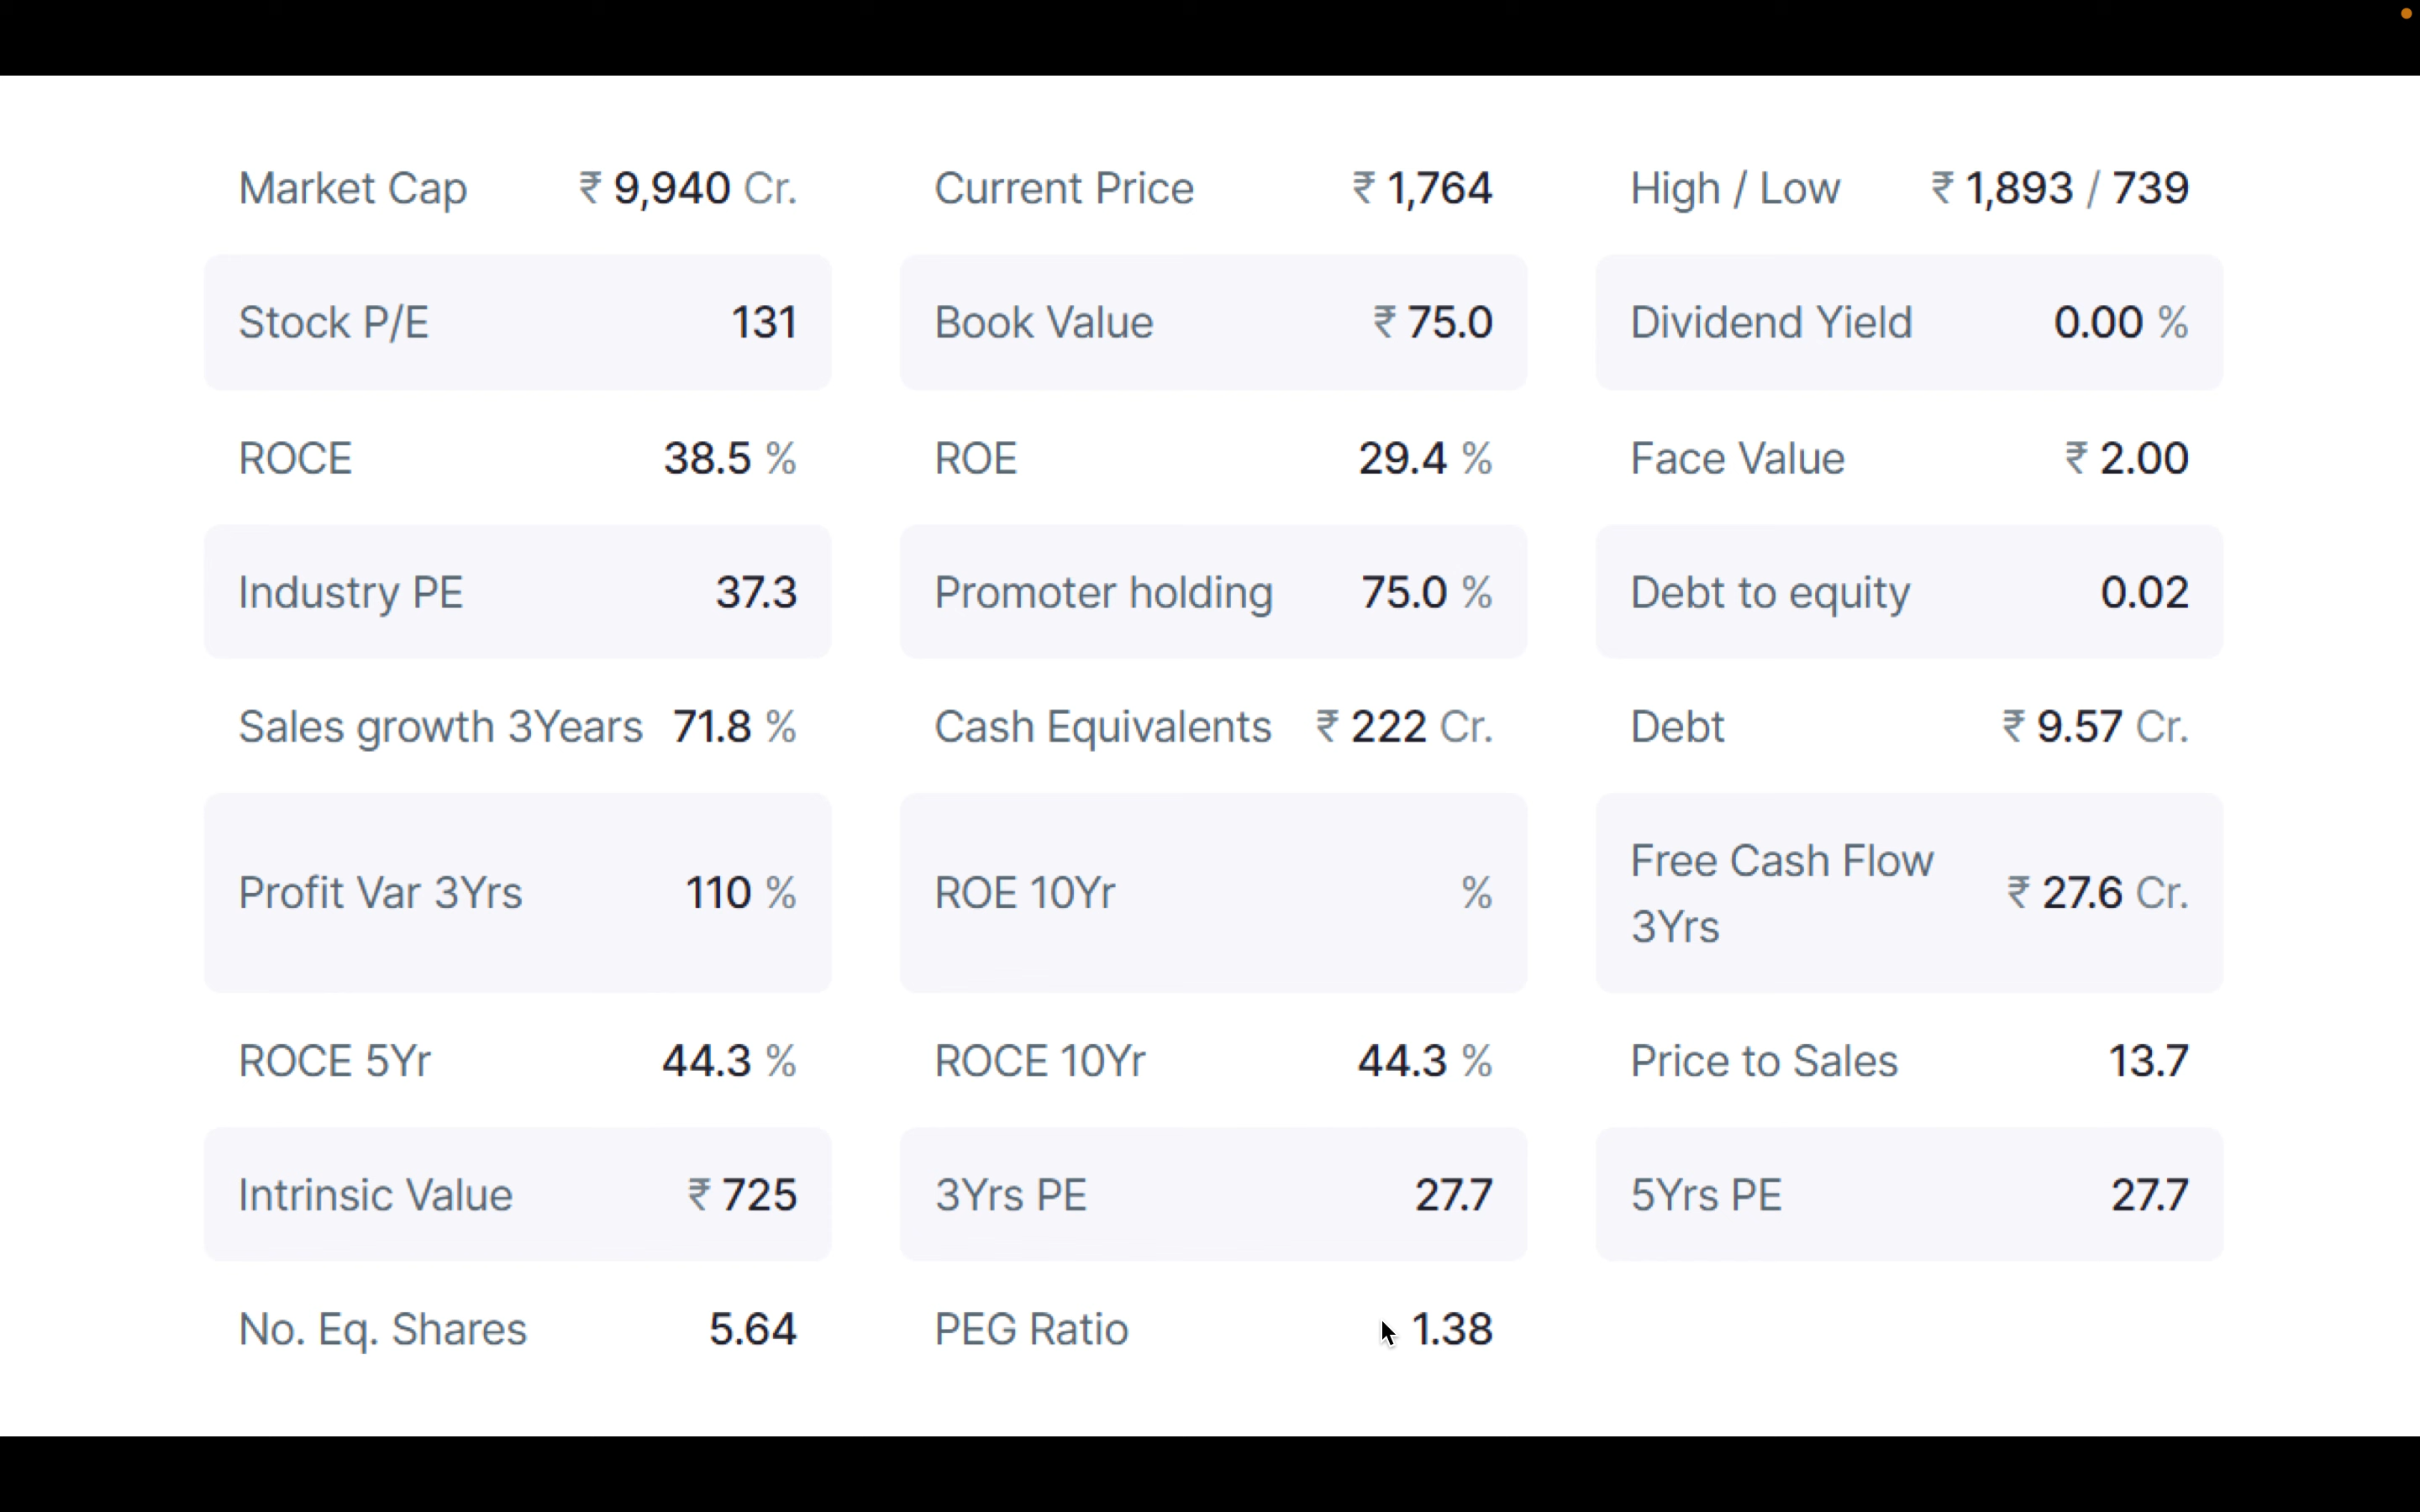 Market Cap ₹ 9,940 Cr.
Current Price ₹ 1,764
High / Low ₹ 1,893 / 739
Stock P/E 131
Book Value ₹ 75.0
Dividend Yield 0.00 %
ROCE 38.5 %
ROE 29.4 %
Face Value ₹ 2.00
Industry PE 37.3
Promoter holding 75.0 %
Debt to equity 0.02
Sales growth 3Years 71.8 %
Cash Equivalents ₹ 222 Cr.
Debt ₹ 9.57 Cr.
Profit Var 3Yrs 110 %
ROE 10Yr %
Free Cash Flow
3Yrs ₹ 27.6 Cr.
ROCE 5Yr 44.3 %
ROCE 10Yr 44.3 %
Price to Sales 13.7
Intrinsic Value ₹ 725
3Yrs PE 27.7
5Yrs PE 27.7
No. Eq. Shares 5.64
PEG Ratio 1.38